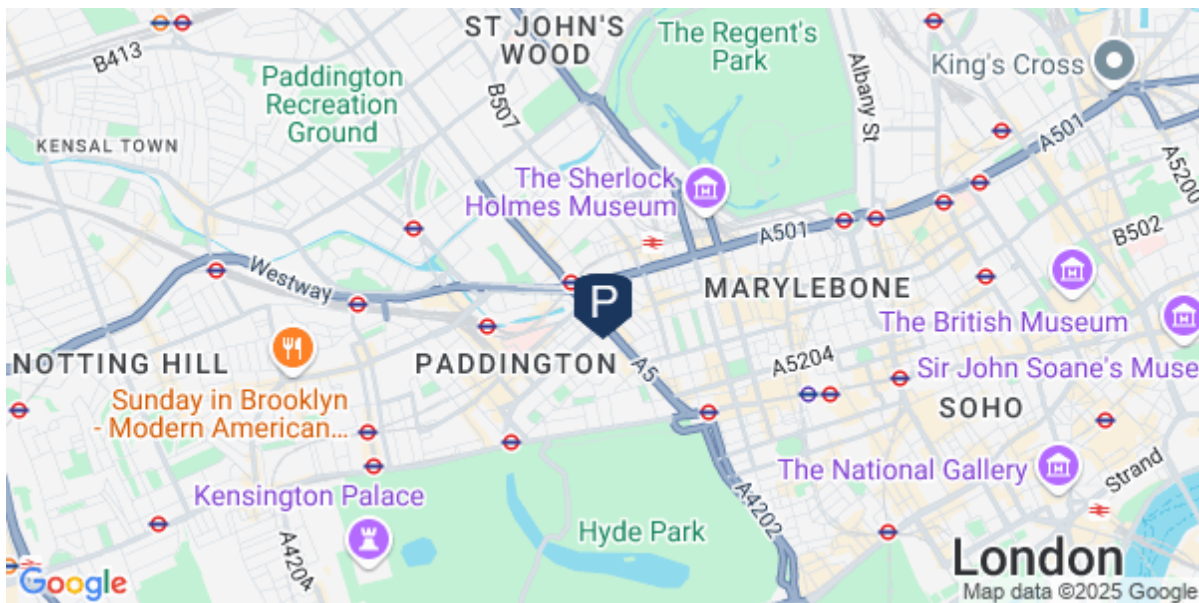 ST JOHN'S
WOOD
The Regent's
Park
B413
Paddington
Recreation
Ground
B507
Albany St
King's Cross
A501
KENSAL TOWN
A5200
The Sherlock
Holmes Museum
A501
B502
Westway
P
MARYLEBONE
The British Museum
NOTTING HILL
PADDINGTON
A5
A5204
Sir John Soane's Muse
Sunday in Brooklyn
- Modern American...
SOHO
Kensington Palace
The National Gallery
Strand
A4202
Hyde Park
A4204
London
Google
Map data ©2025 Google